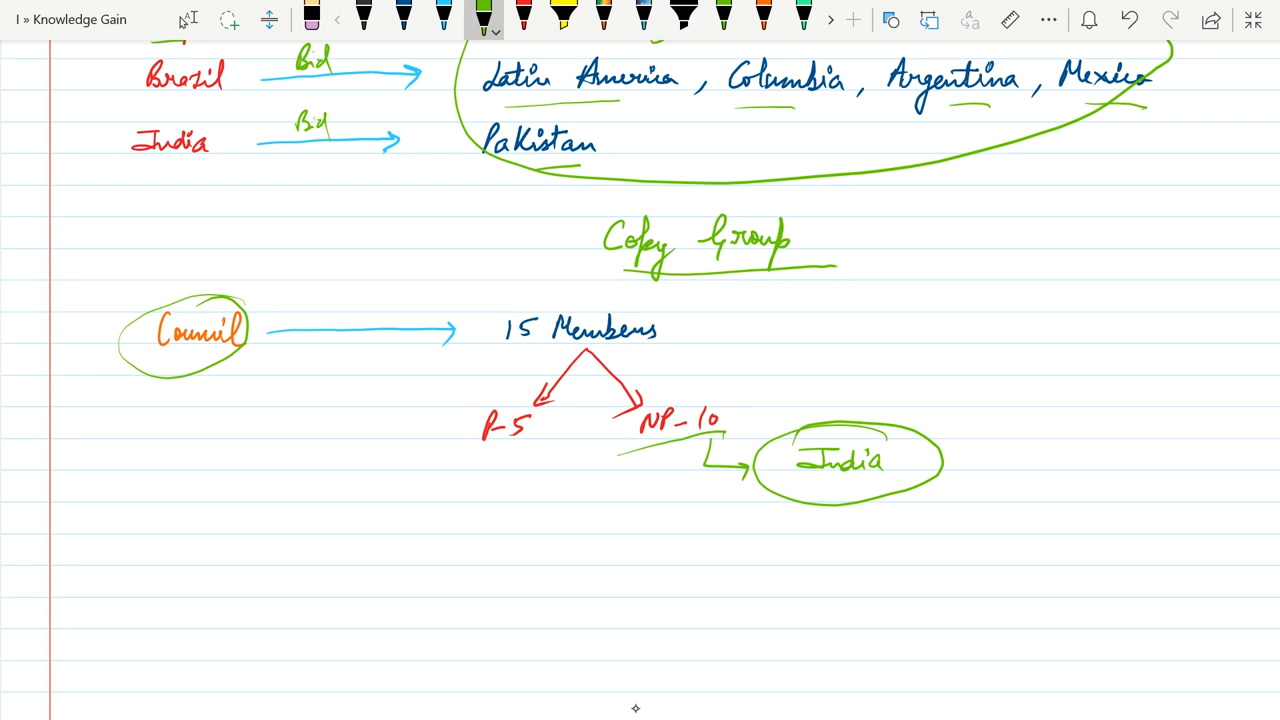 I » Knowledge Gain
Brazil Bid Latin America, Columbia, Argentina, Mexico
India Bid Pakistan
Copy Group
Council 15 Members
P-5 NP-10
India